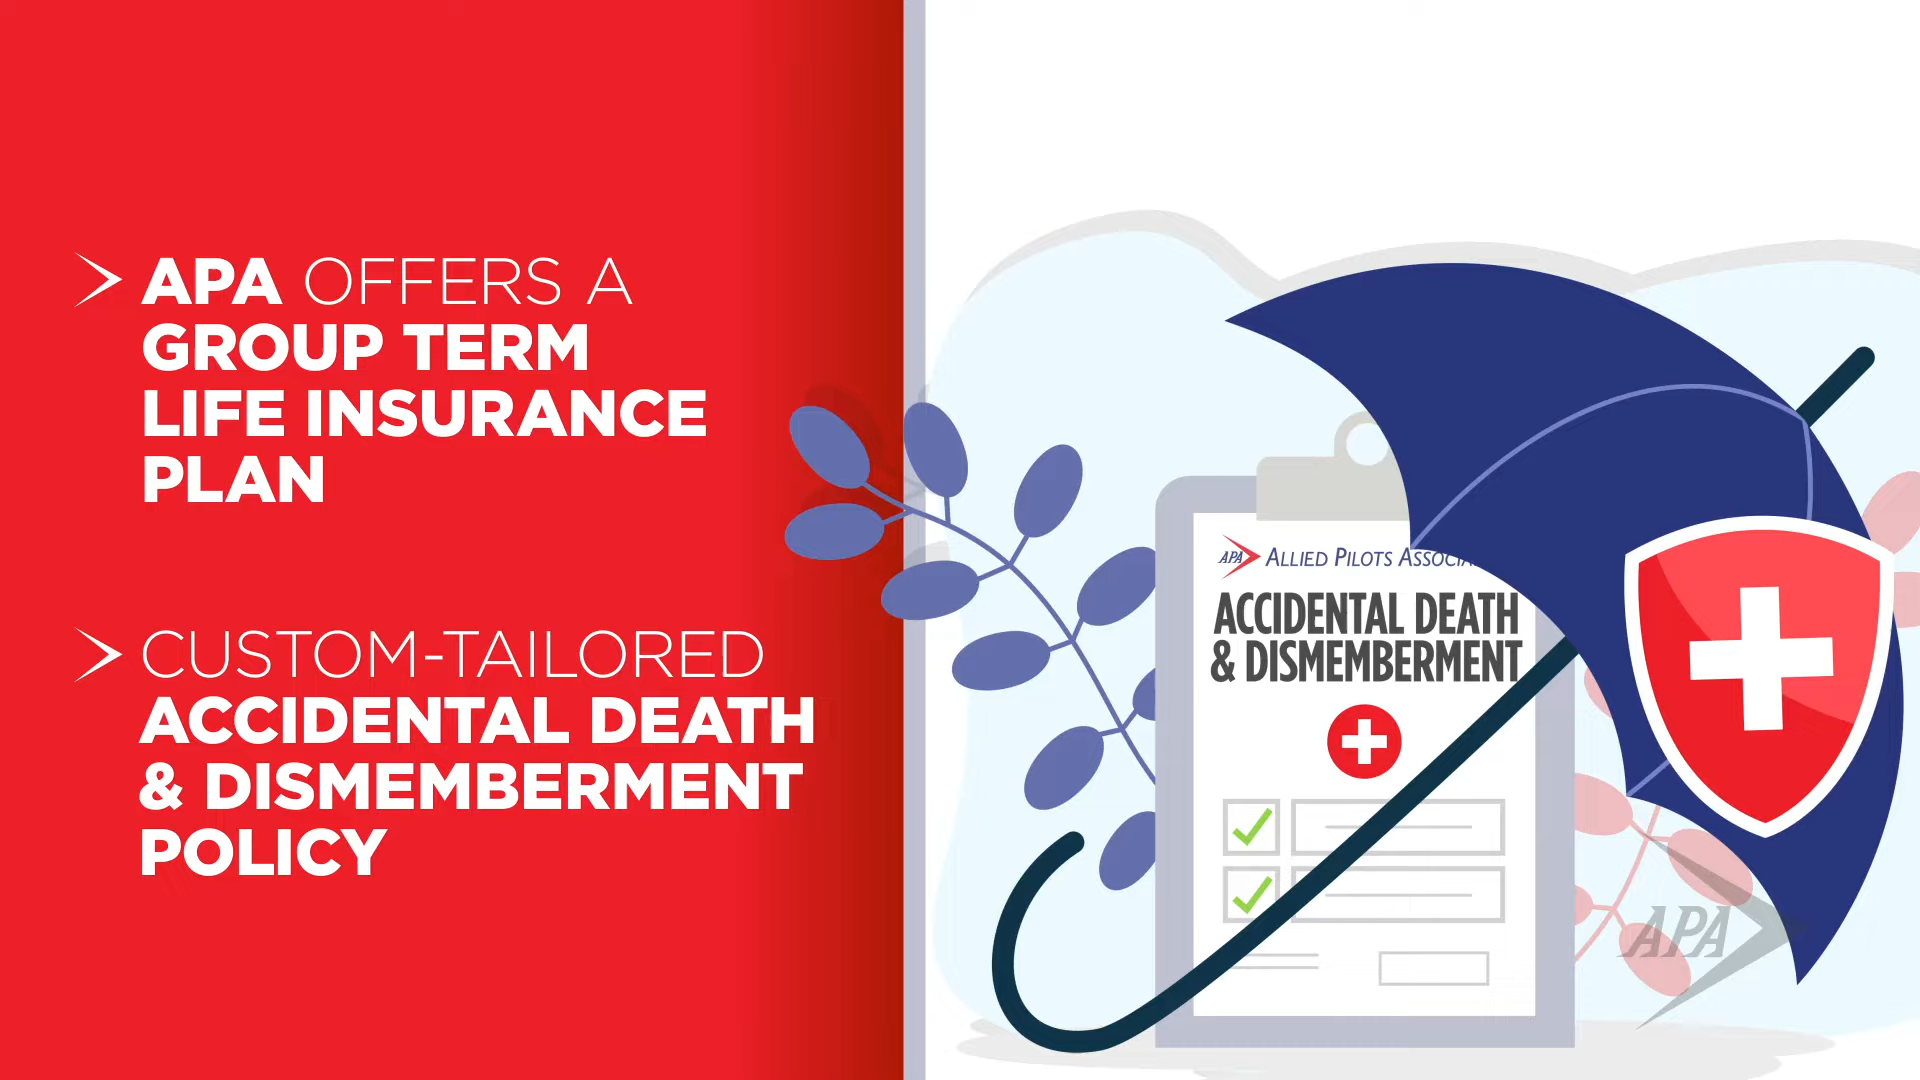 APA OFFERS A
GROUP TERM
LIFE INSURANCE
PLAN
CUSTOM-TAILORED
ACCIDENTAL DEATH
& DISMEMBERMENT
POLICY
APA ALLIED PILOTS
ACCIDENTAL DEATH
& DISMEMBERMENT
APA